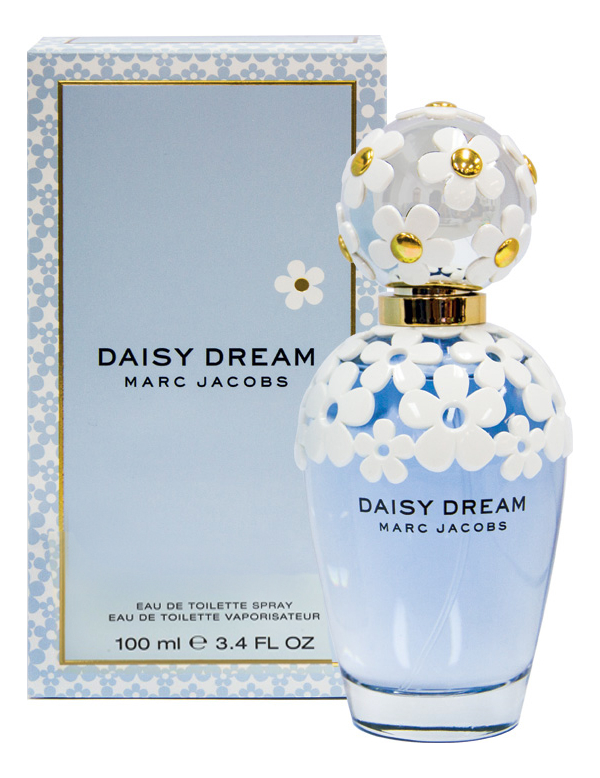 DAISY DREAM
MARC JACOBS
EAU DE TOILETTE SPRAY
EAU DE TOILETTE VAPORISATEUR
100 ml ℮ 3.4 FL OZ
DAISY DREAM
MARC JACOBS